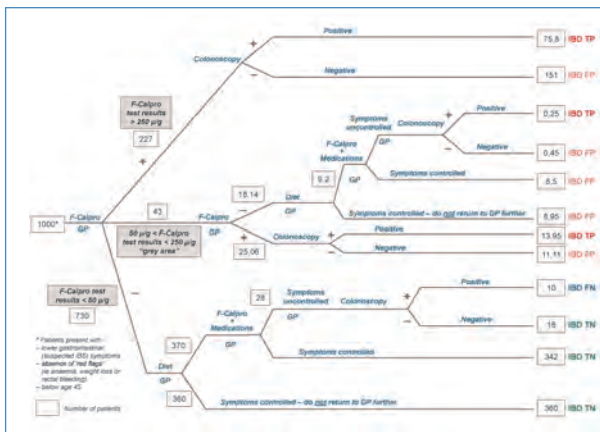 Positive
75,8 IBD TP
Colonoscopy
+
–
Negative
151 IBD FP
F-Calpro
test results
> 250 µg/g
227
+
Symptoms
uncontrolled
GP
Colonoscopy
+
–
Positive
0,25 IBD TP
Negative
0,45 IBD FP
F-Calpro
+
Medications
GP
Symptoms controlled
IBD FP
9,2
18,14
Diet
GP
Symptoms controlled – do not return to GP further
8,95 IBD FP
1000*
F-Calpro
GP
43
50 µg/g < F-Calpro
test results < 250 µg/g
"grey area"
F-Calpro
GP
–
+
25,06
Colonoscopy
+
–
Positive
13,95 IBD TP
Negative
11,11 IBD FP
F-Calpro test
results < 50 µg/g
730
–
28
Symptoms
uncontrolled
GP
Colonoscopy
+
–
Positive
10 IBD FN
Negative
18 IBD TN
370
F-Calpro
+
Medications
GP
Symptoms controlled
342 IBD TN
Diet
GP
360
Symptoms controlled – do not return to GP further
360 IBD TN
* Patients present with -
– lower gastrointestinal
(suspected IBD) symptoms
– absence of 'red flags'
(ie anaemia, weight loss or
rectal bleeding)
– below age 45
Number of patients